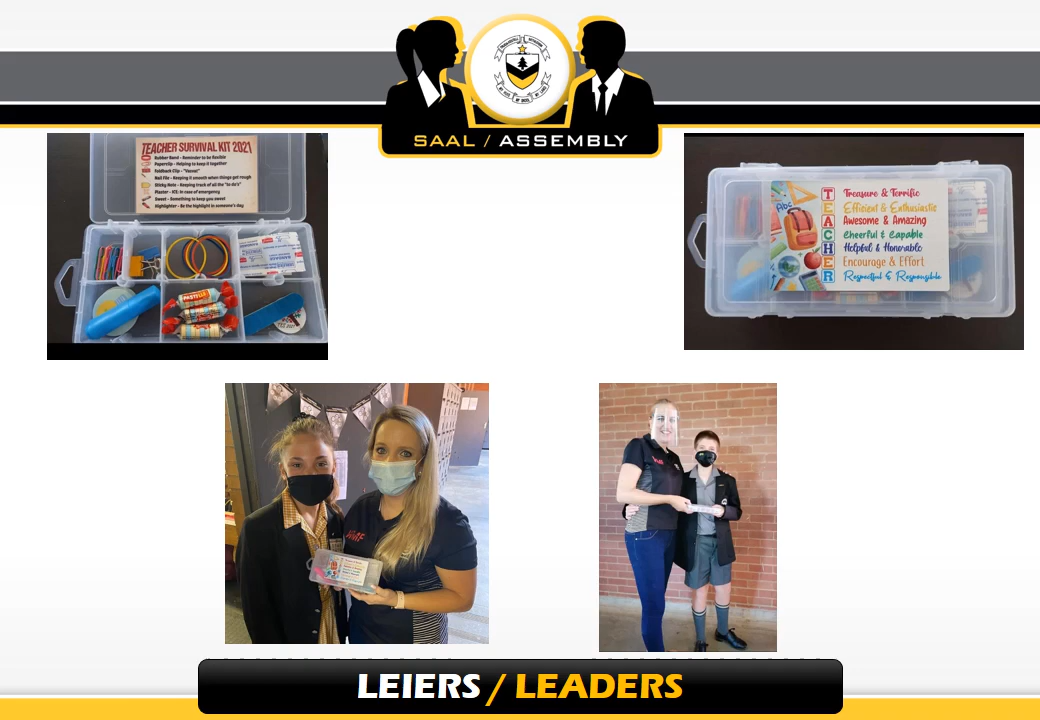 SAAL / ASSEMBLY
TEACHER SURVIVAL KIT 2021
Rubber Band - Reminder to be flexible
Paperclip - Helping to keep it together
Foldback Clip - "Vasvat"
Nail File - Keeping it smooth when things get rough
Sticky Note - Keeping track of all the "to do's"
Plaster - ICE: In case of emergency
Sweet - Something to keep you sweet
Highlighter - Be the highlight in someone's day
Abc
TEACHER
Treasure & Terrific
Efficient & Enthusiastic
Awesome & Amazing
Cheerful & Capable
Helpful & Honorable
Encourage & Effort
Respectful & Responsible
LEIERS / LEADERS